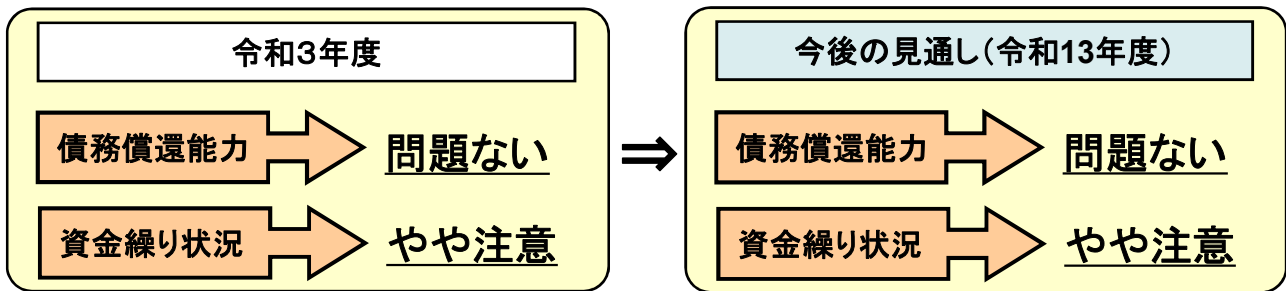 令和３年度
債務償還能力
問題ない
資金繰り状況
やや注意
⇒
今後の見通し（令和13年度）
債務償還能力
問題ない
資金繰り状況
やや注意